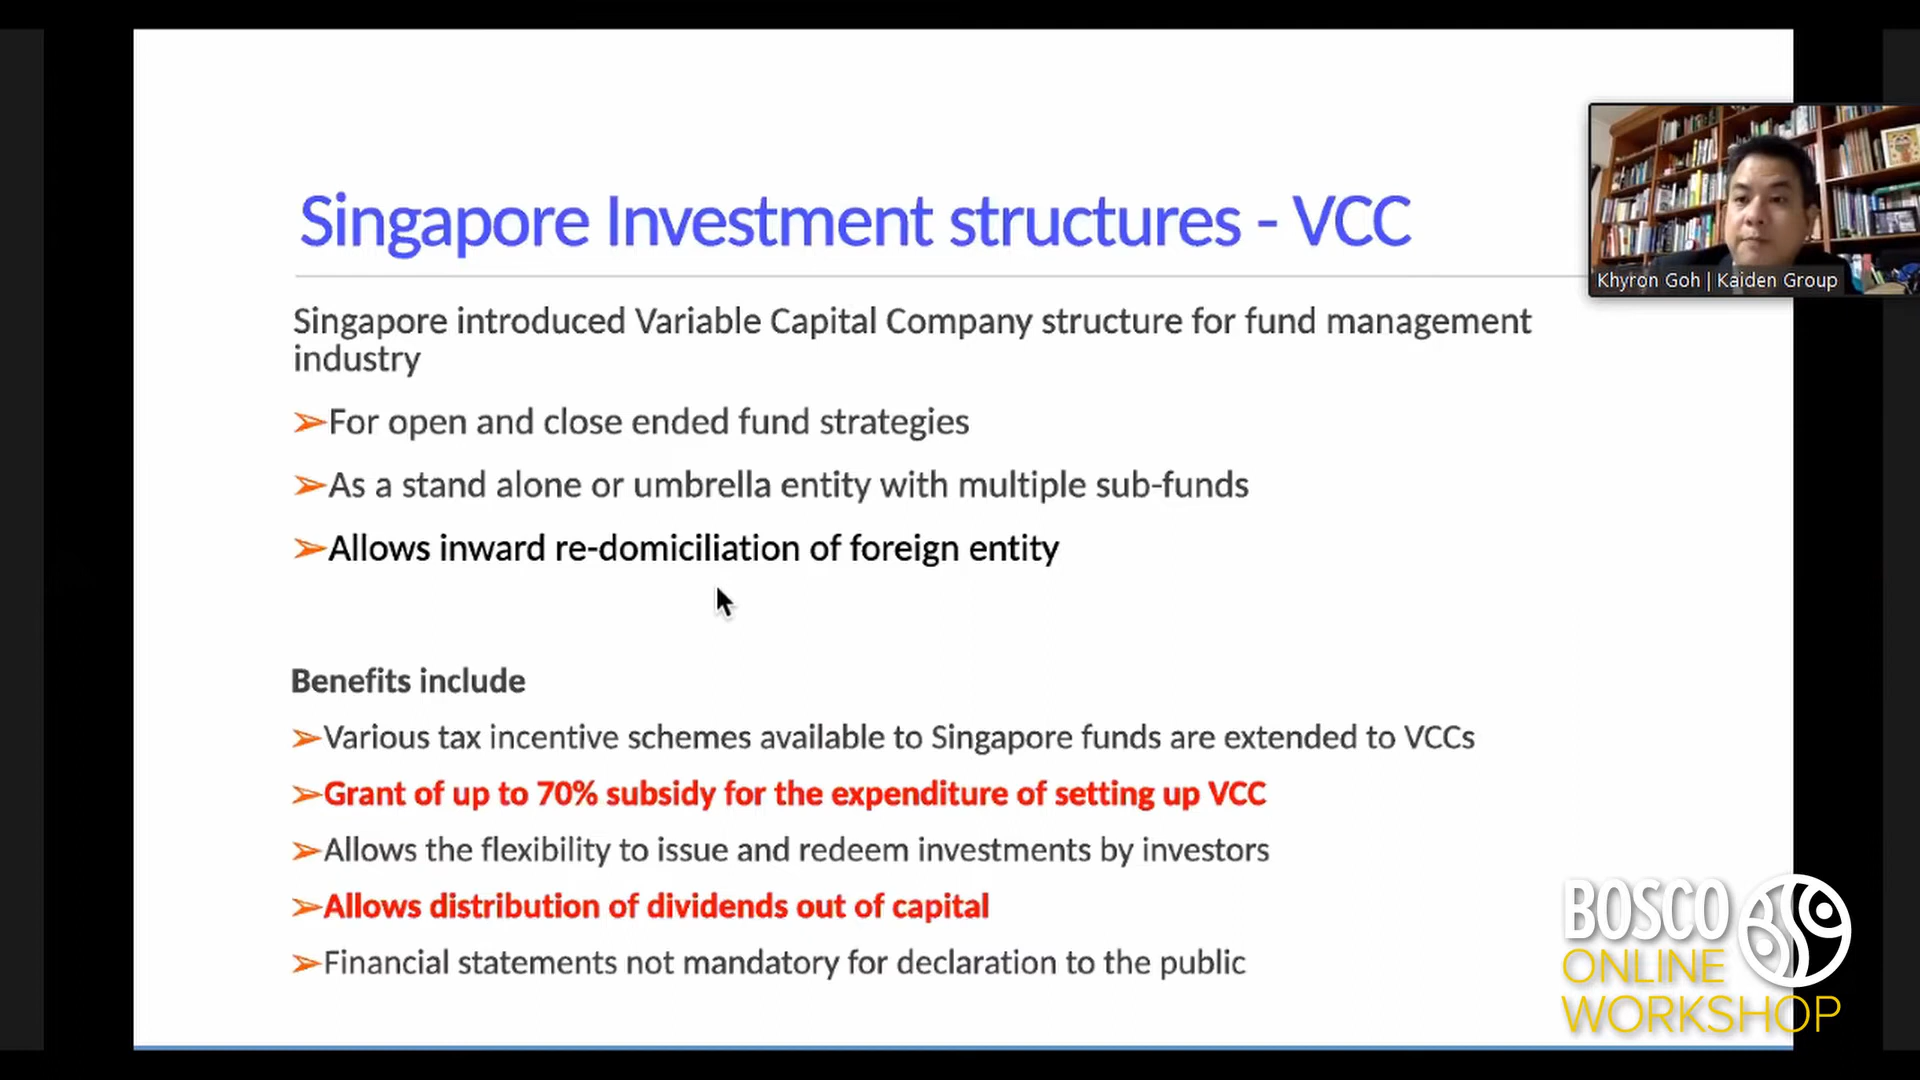 Singapore Investment structures - VCC
Khyron Goh | Kaiden Group
Singapore introduced Variable Capital Company structure for fund management
industry
➢For open and close ended fund strategies
➢As a stand alone or umbrella entity with multiple sub-funds
➢Allows inward re-domiciliation of foreign entity
Benefits include
➢Various tax incentive schemes available to Singapore funds are extended to VCCs
➢Grant of up to 70% subsidy for the expenditure of setting up VCC
➢Allows the flexibility to issue and redeem investments by investors
➢Allows distribution of dividends out of capital
➢Financial statements not mandatory for declaration to the public
BOSCO
ONLINE
WORKSHOP